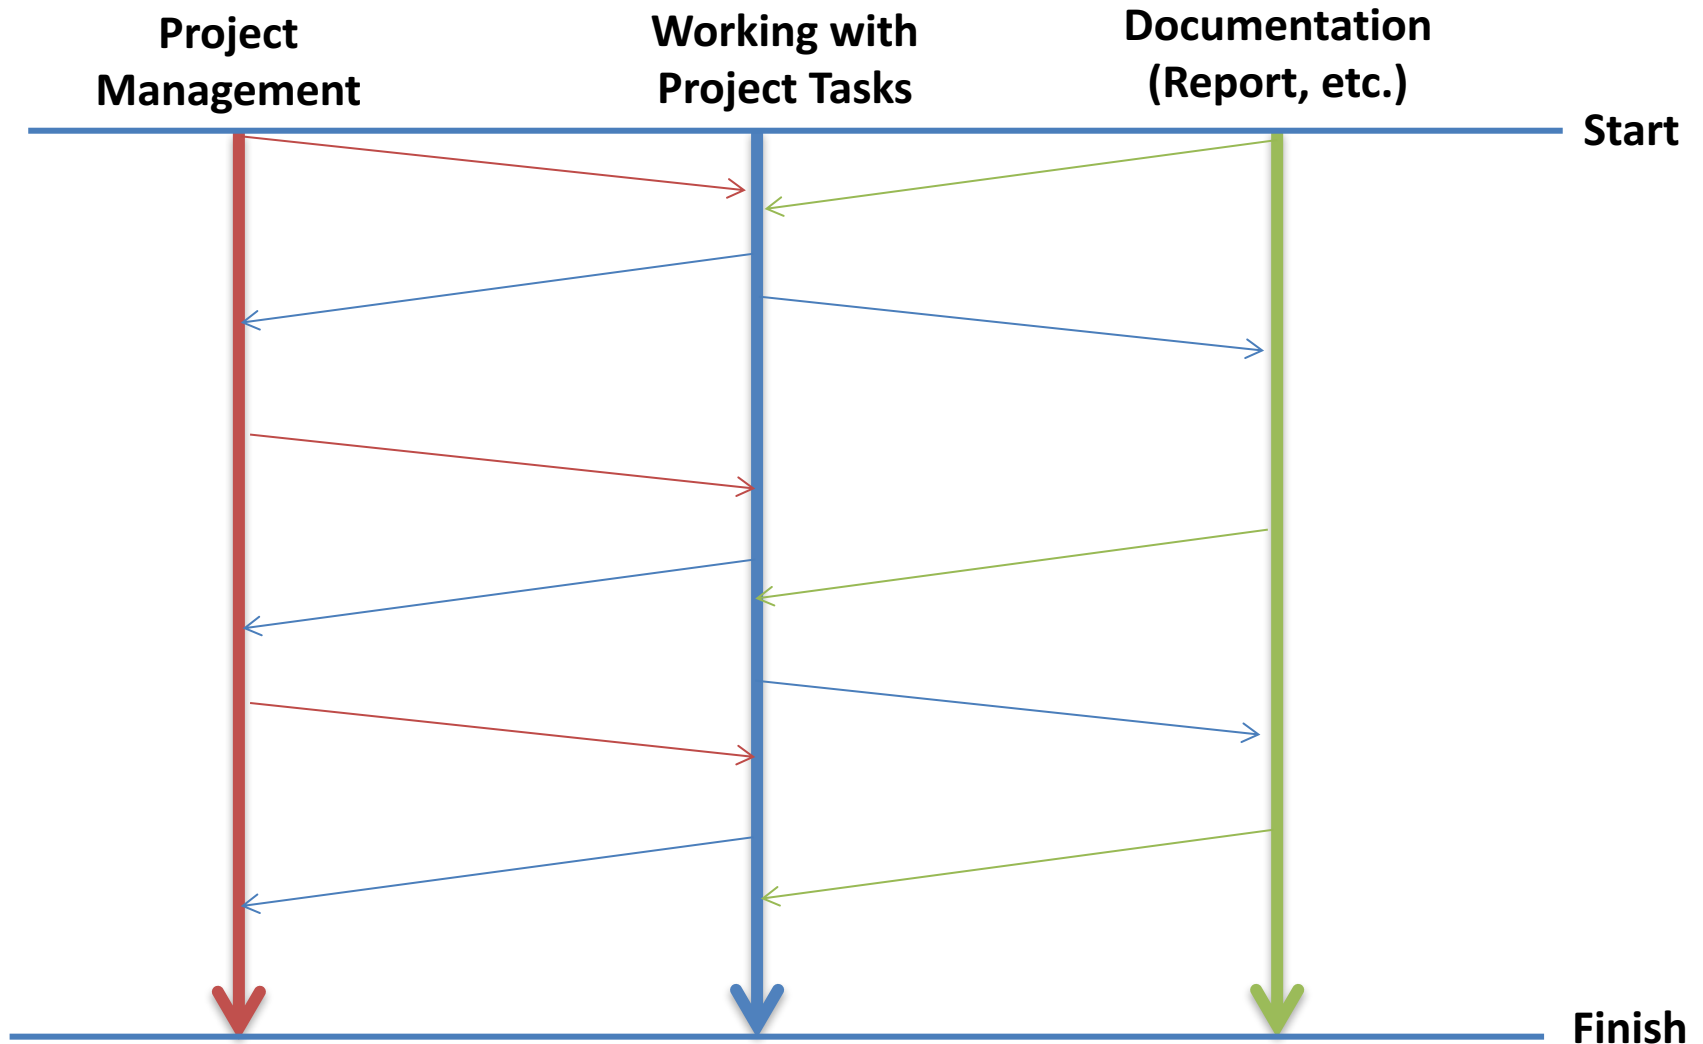 Project
Management
Working with
Project Tasks
Documentation
(Report, etc.)
Start
Finish